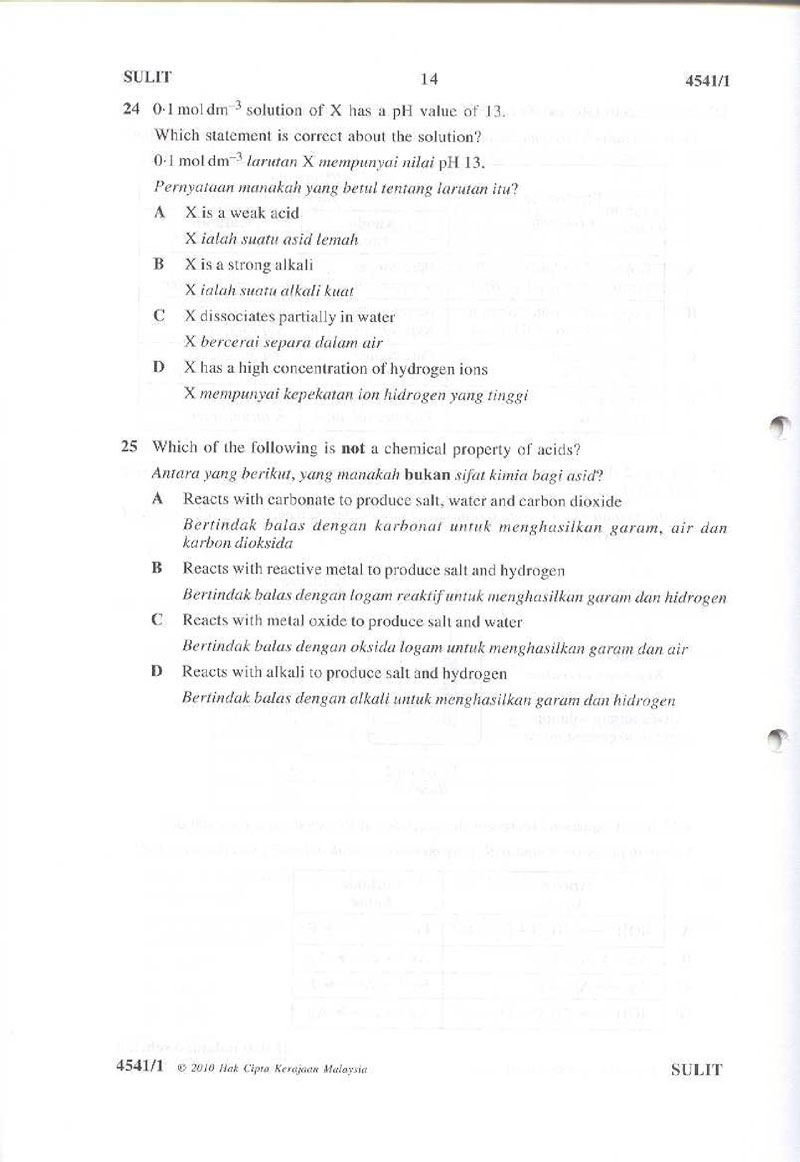 SULIT 14 4541/1
24 0·1 mol dm⁻³ solution of X has a pH value of 13.
Which statement is correct about the solution?
0·1 mol dm⁻³ larutan X mempunyai nilai pH 13.
Pernyataan manakah yang betul tentang larutan itu?
A X is a weak acid
X ialah suatu asid lemah
B X is a strong alkali
X ialah suatu alkali kuat
C X dissociates partially in water
X bercerai separa dalam air
D X has a high concentration of hydrogen ions
X mempunyai kepekatan ion hidrogen yang tinggi
25 Which of the following is not a chemical property of acids?
Antara yang berikut, yang manakah bukan sifat kimia bagi asid?
A Reacts with carbonate to produce salt, water and carbon dioxide
Bertindak balas dengan karbonat untuk menghasilkan garam, air dan
karbon dioksida
B Reacts with reactive metal to produce salt and hydrogen
Bertindak balas dengan logam reaktif untuk menghasilkan garam dan hidrogen
C Reacts with metal oxide to produce salt and water
Bertindak balas dengan oksida logam untuk menghasilkan garam dan air
D Reacts with alkali to produce salt and hydrogen
Bertindak balas dengan alkali untuk menghasilkan garam dan hidrogen
4541/1 © 2010 Hak Cipta Kerajaan Malaysia SULIT